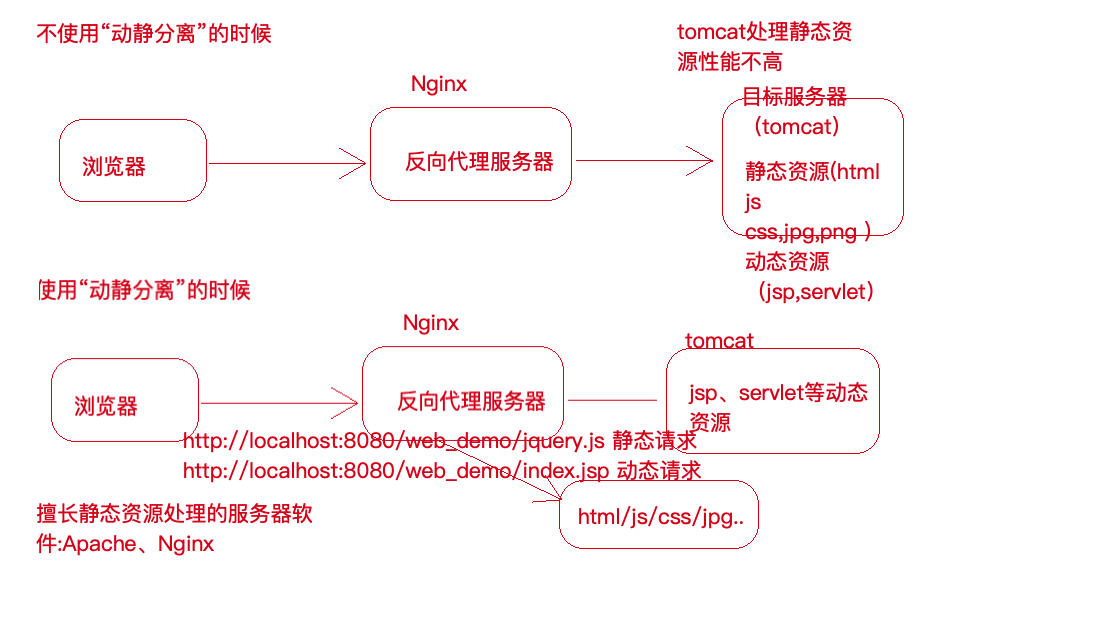 不使用“动静分离”的时候
tomcat处理静态资
源性能不高
Nginx
目标服务器
（tomcat）
浏览器
反向代理服务器
静态资源(html
js
css,jpg,png ）
动态资源
（jsp,servlet）
使用“动静分离”的时候
Nginx
tomcat
浏览器
反向代理服务器
jsp、servlet等动态
资源
http://localhost:8080/web_demo/jquery.js 静态请求
http://localhost:8080/web_demo/index.jsp 动态请求
擅长静态资源处理的服务器软
件:Apache、Nginx
html/js/css/jpg..